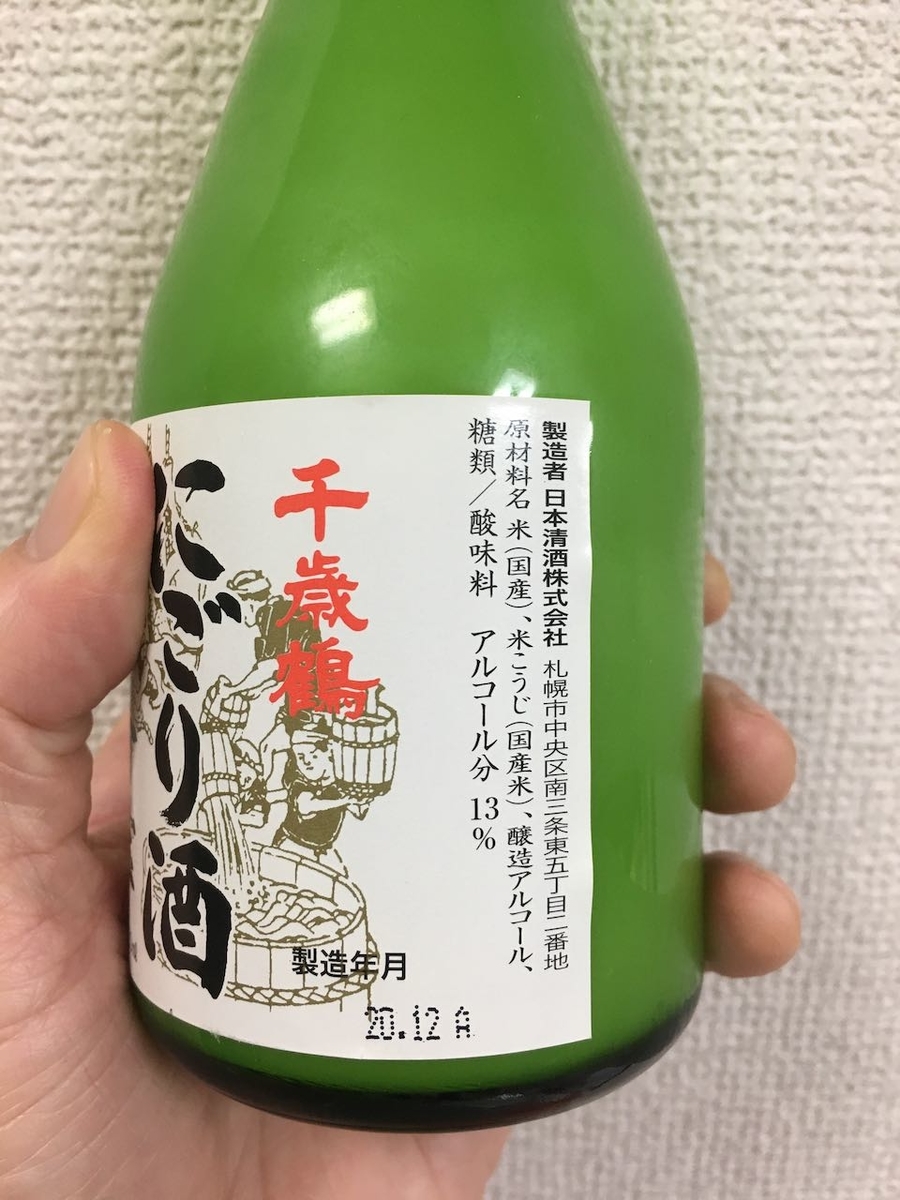 製造者 日本清酒株式会社 札幌市中央区南三条東五丁目二番地
原材料名 米(国産)、米こうじ(国産米)、醸造アルコール、
糖類/酸味料 アルコール分 13%
千歳鶴
にごり酒
製造年月
20.12 A